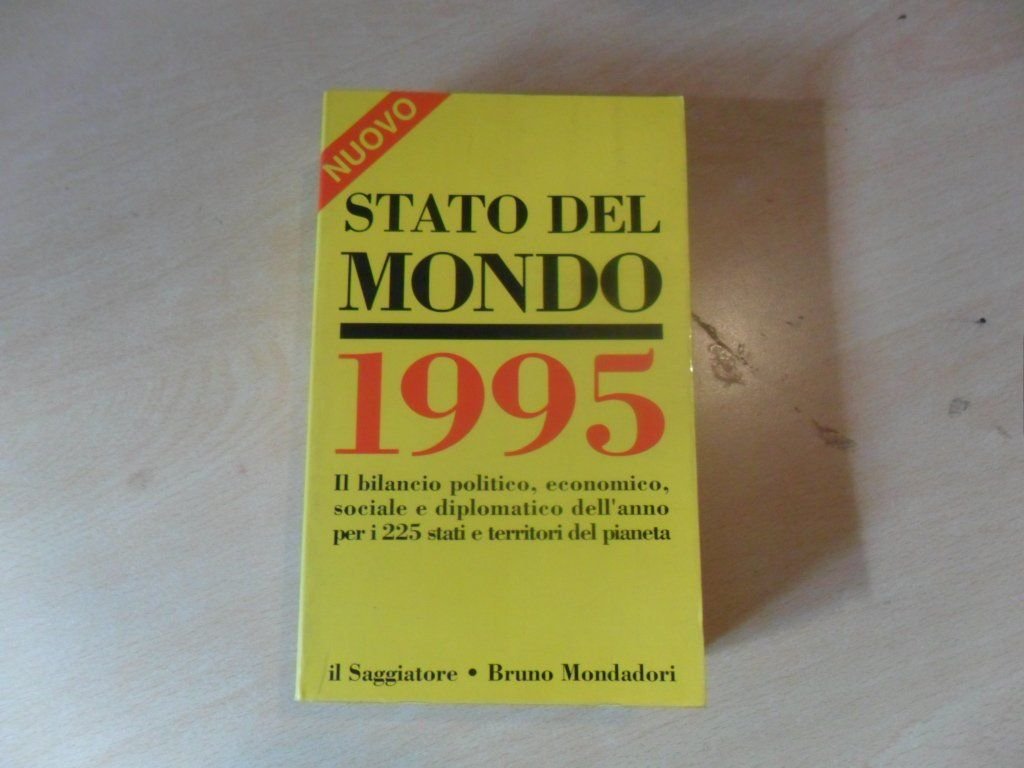 NUOVO
STATO DEL
MONDO
1995
Il bilancio politico, economico,
sociale e diplomatico dell'anno
per i 225 stati e territori del pianeta
il Saggiatore • Bruno Mondadori